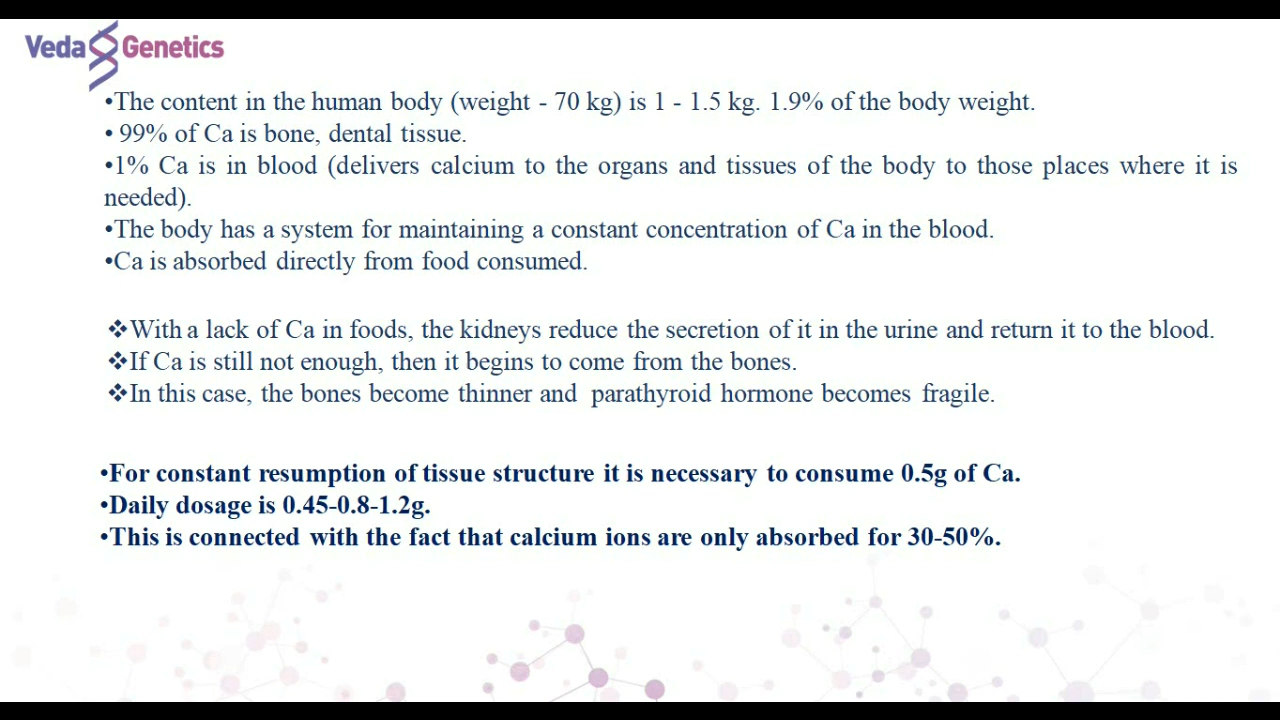 Veda Genetics
•The content in the human body (weight - 70 kg) is 1 - 1.5 kg. 1.9% of the body weight.
• 99% of Ca is bone, dental tissue.
•1% Ca is in blood (delivers calcium to the organs and tissues of the body to those places where it is
needed).
•The body has a system for maintaining a constant concentration of Ca in the blood.
•Ca is absorbed directly from food consumed.
❖With a lack of Ca in foods, the kidneys reduce the secretion of it in the urine and return it to the blood.
❖If Ca is still not enough, then it begins to come from the bones.
❖In this case, the bones become thinner and parathyroid hormone becomes fragile.
•For constant resumption of tissue structure it is necessary to consume 0.5g of Ca.
•Daily dosage is 0.45-0.8-1.2g.
•This is connected with the fact that calcium ions are only absorbed for 30-50%.